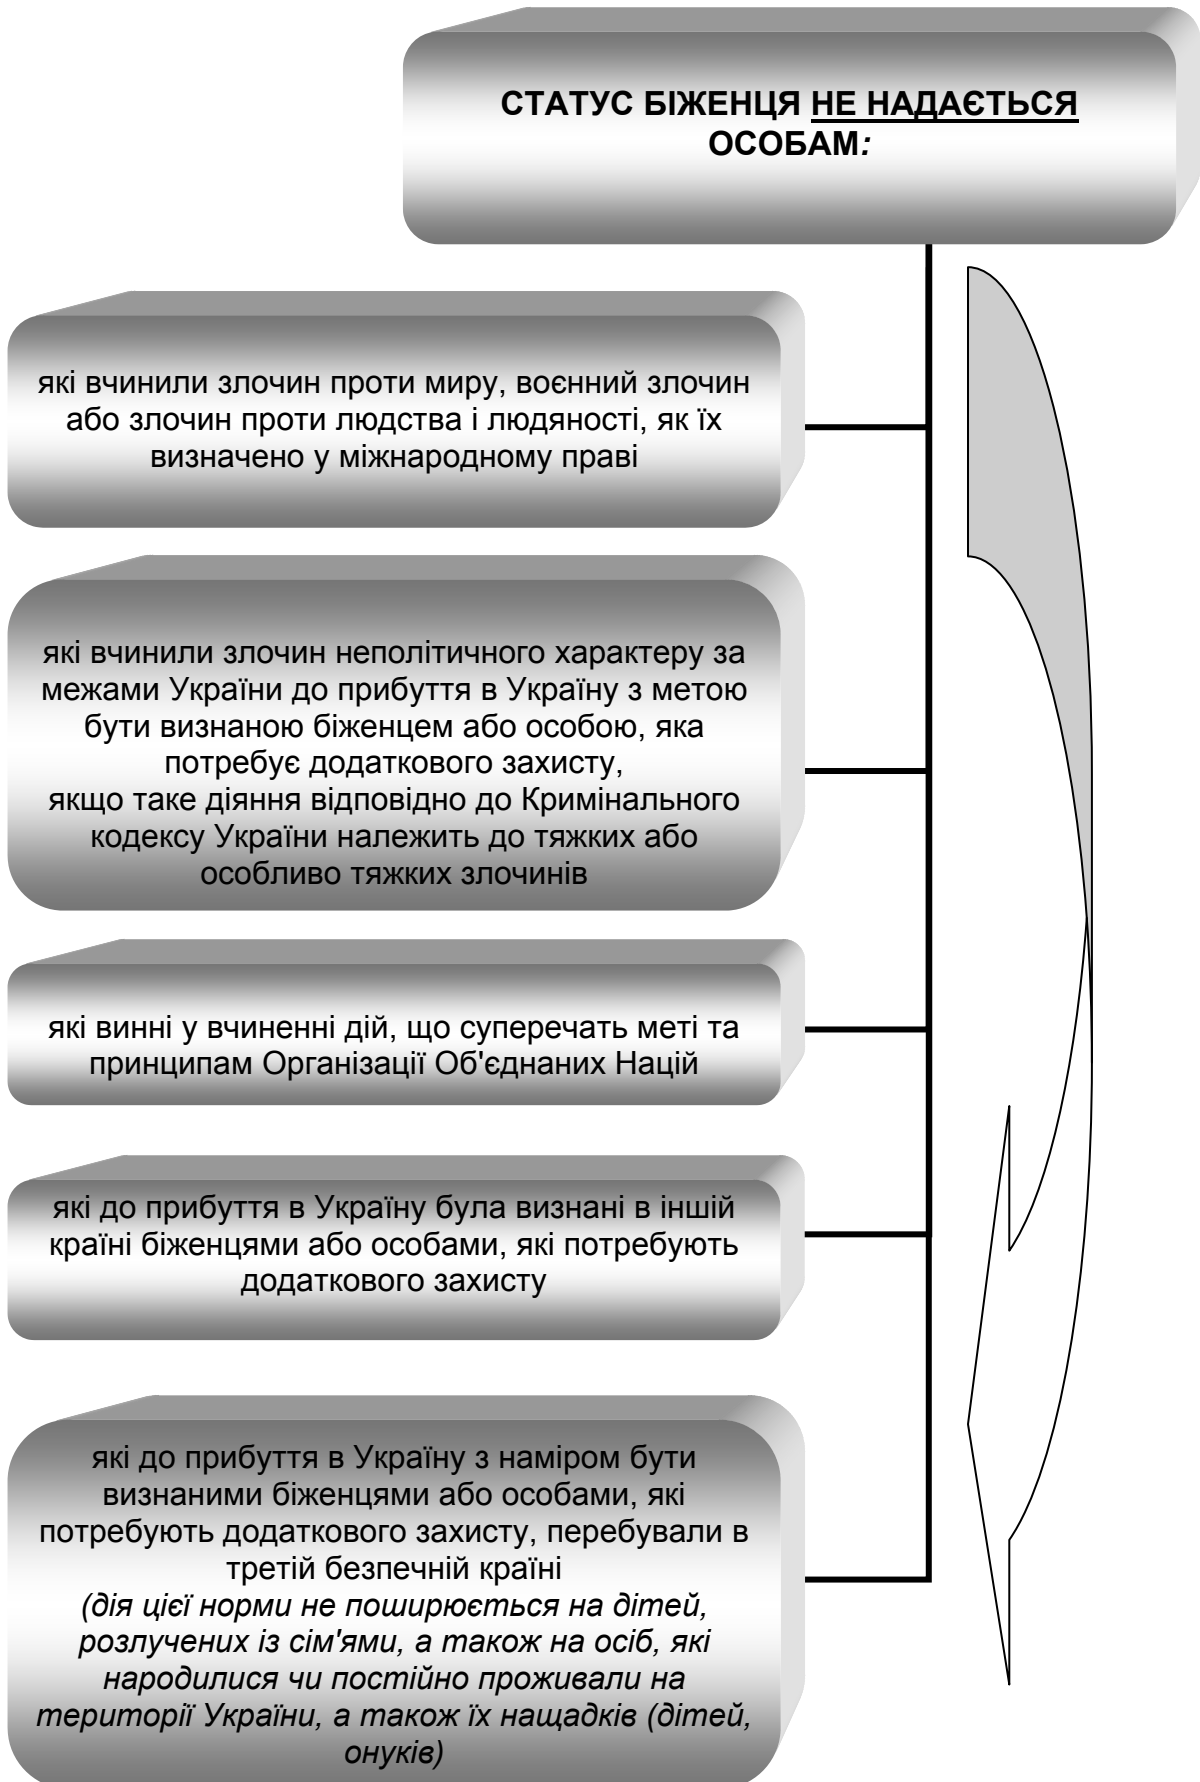 СТАТУС БІЖЕНЦЯ НЕ НАДАЄТЬСЯ
ОСОБАМ:
які вчинили злочин проти миру, воєнний злочин
або злочин проти людства і людяності, як їх
визначено у міжнародному праві
які вчинили злочин неполітичного характеру за
межами України до прибуття в Україну з метою
бути визнаною біженцем або особою, яка
потребує додаткового захисту,
якщо таке діяння відповідно до Кримінального
кодексу України належить до тяжких або
особливо тяжких злочинів
які винні у вчиненні дій, що суперечать меті та
принципам Організації Об'єднаних Націй
які до прибуття в Україну була визнані в іншій
країні біженцями або особами, які потребують
додаткового захисту
які до прибуття в Україну з наміром бути
визнаними біженцями або особами, які
потребують додаткового захисту, перебували в
третій безпечній країні
(дія цієї норми не поширюється на дітей,
розлучених із сім'ями, а також на осіб, які
народилися чи постійно проживали на
території України, а також їх нащадків (дітей,
онуків)